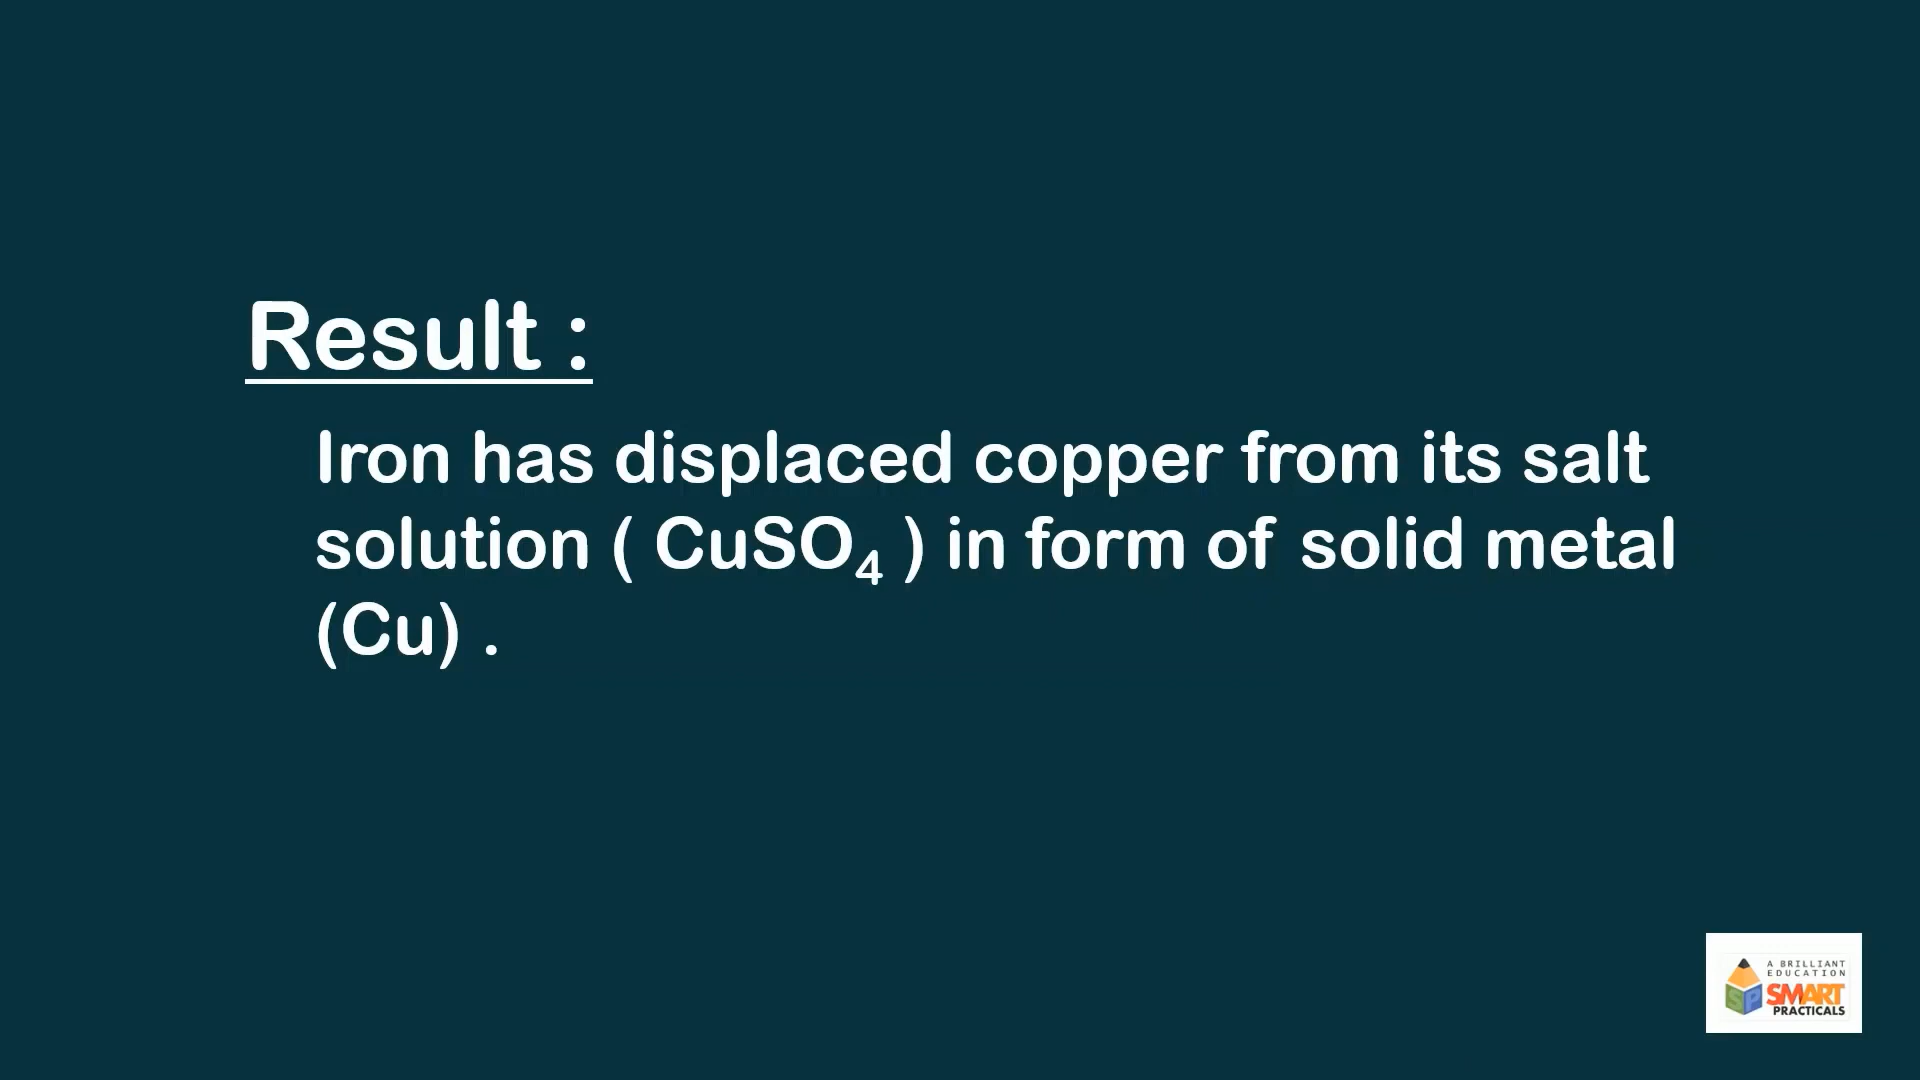 Result :
Iron has displaced copper from its salt
solution ( CuSO₄ ) in form of solid metal
(Cu) .
A BRILLIANT
EDUCATION
SP SMART
PRACTICALS